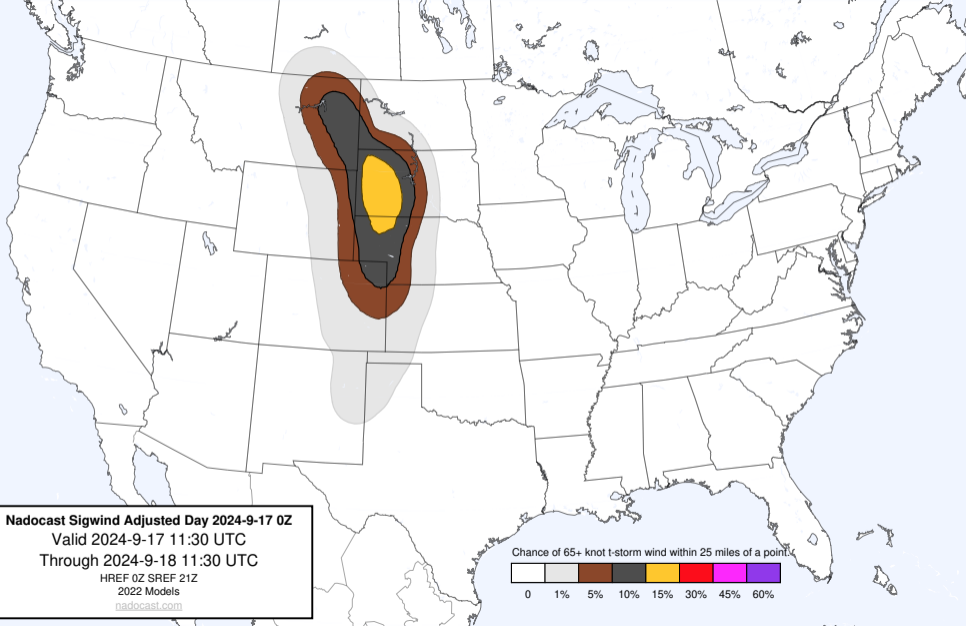 Nadocast Sigwind Adjusted Day 2024-9-17 0Z
Valid 2024-9-17 11:30 UTC
Through 2024-9-18 11:30 UTC
HREF 0Z SREF 21Z
2022 Models
nadocast.com
Chance of 65+ knot t-storm wind within 25 miles of a point.
0 1% 5% 10% 15% 30% 45% 60%